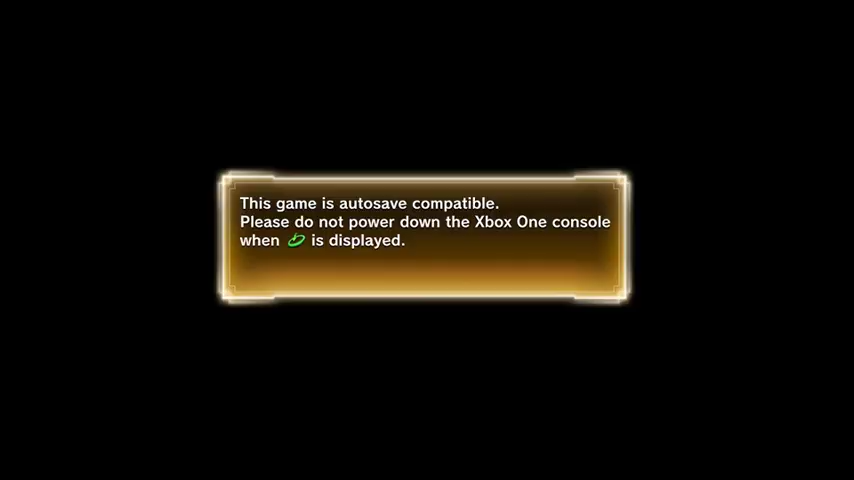 This game is autosave compatible.
Please do not power down the Xbox One console
when is displayed.